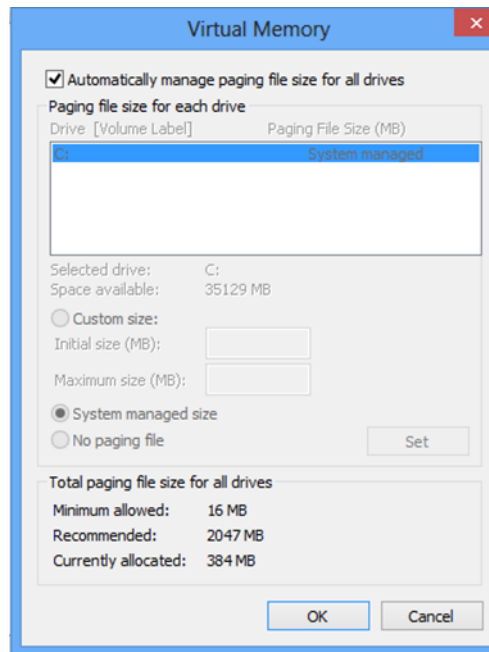 Virtual Memory
Automatically manage paging file size for all drives
Paging file size for each drive
Drive [Volume Label] Paging File Size (MB)
C: System managed
Selected drive: C:
Space available: 35129 MB
Custom size:
Initial size (MB):
Maximum size (MB):
System managed size
No paging file Set
Total paging file size for all drives
Minimum allowed: 16 MB
Recommended: 2047 MB
Currently allocated: 384 MB
OK Cancel